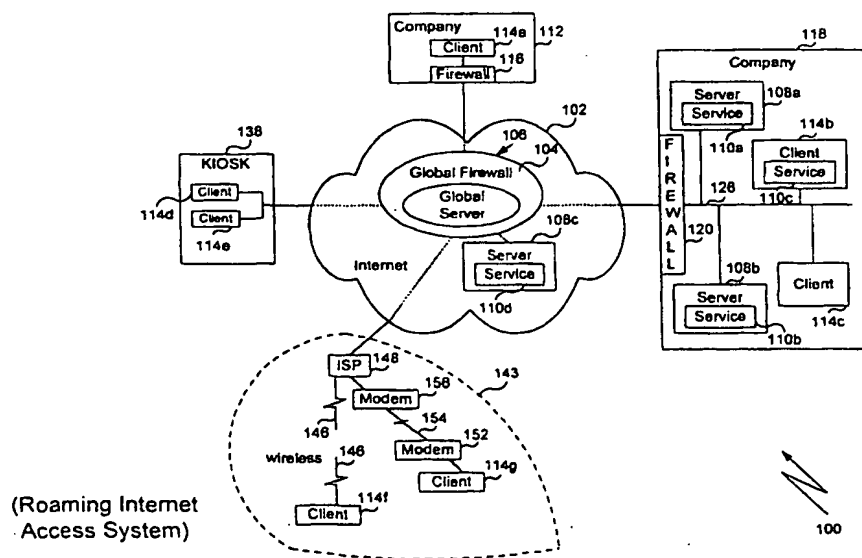 Company
114a
112
Client
116
Firewall
118
Company
Server
108a
Service
110a
114b
Client
Service
110c
126
FIREWALL
120
108b
Server
Service
110b
Client
114c
138
KIOSK
Client
114d
Client
114e
102
106
104
Global Firewall
Global
Server
Internet
108c
Server
Service
110d
ISP
148
143
156
Modem
154
146
152
Modem
wireless
146
Client
114g
114f
Client
(Roaming Internet
Access System)
100